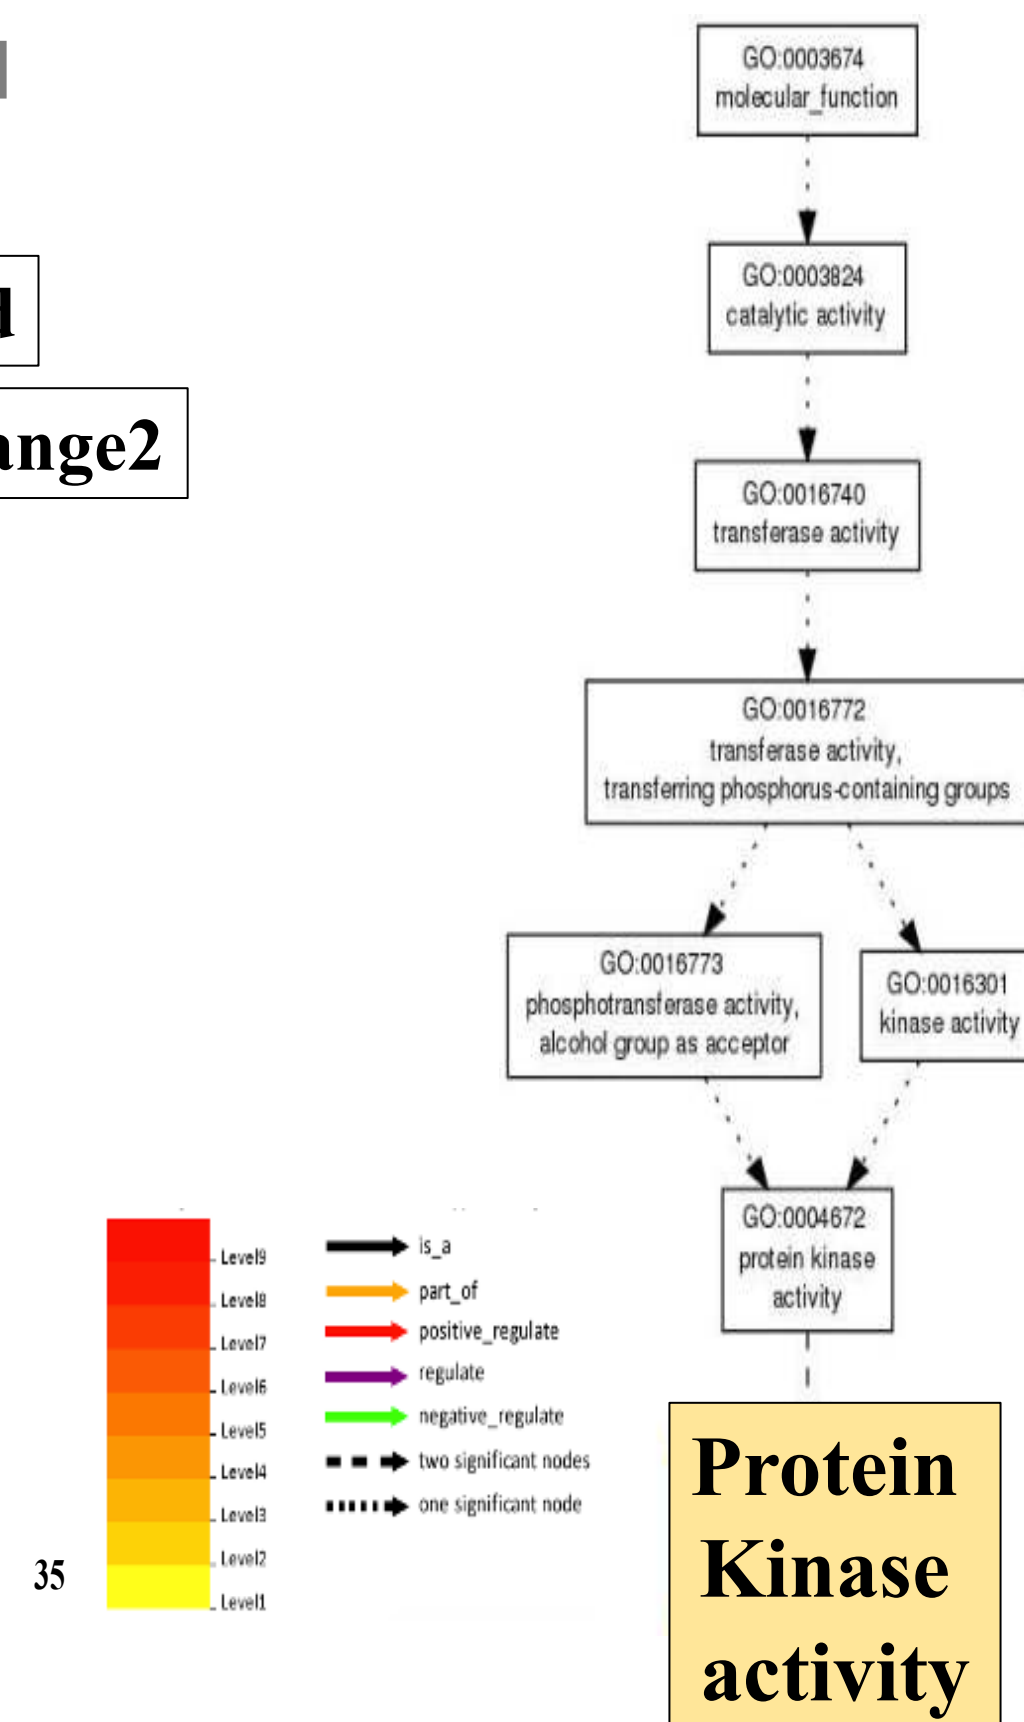 GO:0003674
molecular_function
GO:0003824
catalytic activity
GO:0016740
transferase activity
GO:0016772
transferase activity,
transferring phosphorus-containing groups
GO:0016773
phosphotransferase activity,
alcohol group as acceptor
GO:0016301
kinase activity
GO:0004672
protein kinase
activity
Protein
Kinase
activity
Level9
Level8
Level7
Level6
Level5
Level4
Level3
Level2
Level1
is_a
part_of
positive_regulate
regulate
negative_regulate
two significant nodes
one significant node
35